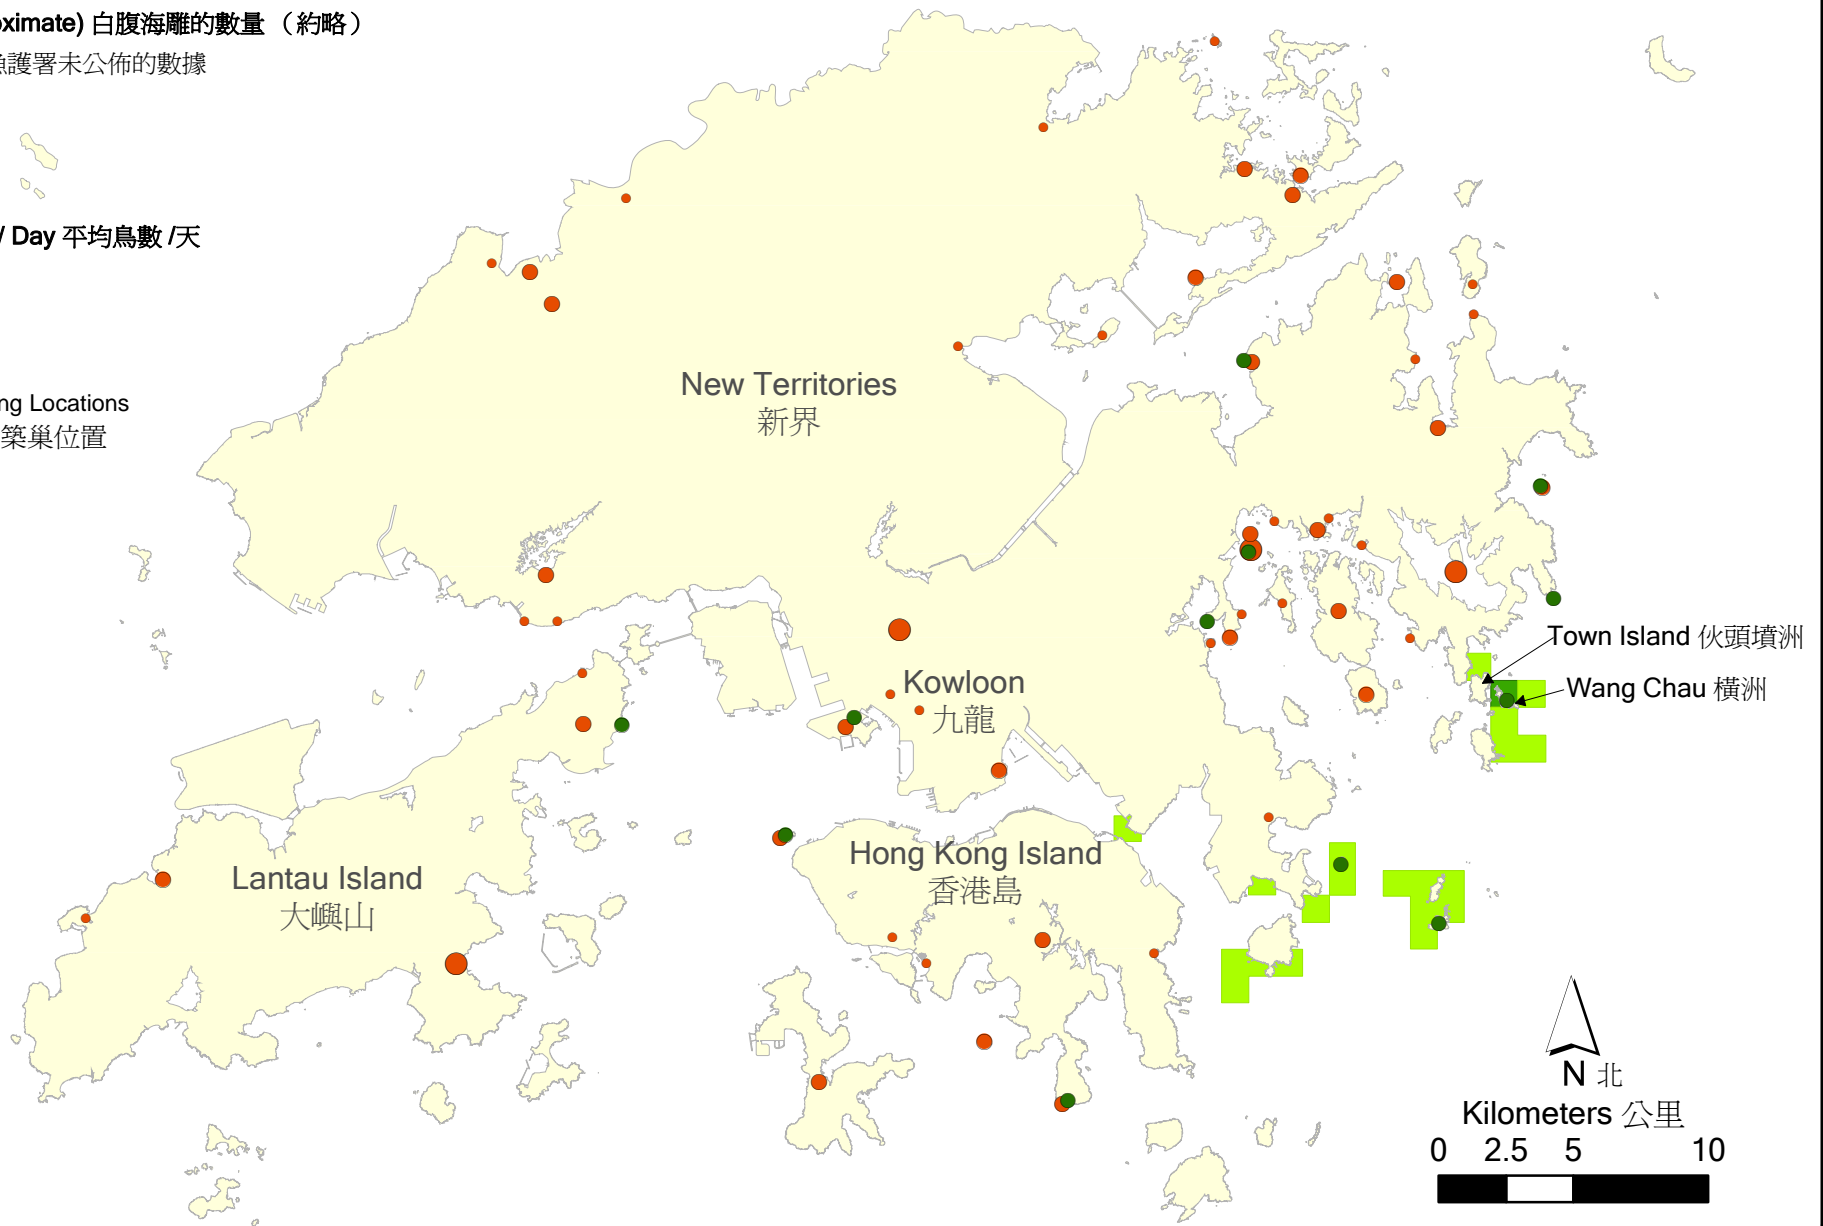 oximate) 白腹海雕的數量 （約略）
漁護署未公佈的數據
/ Day 平均鳥數 /天
ng Locations
築巢位置
New Territories
新界
Town Island 伙頭墳洲
Wang Chau 橫洲
Kowloon
九龍
Hong Kong Island
香港島
Lantau Island
大嶼山
N 北
Kilometers 公里
0 2.5 5 10